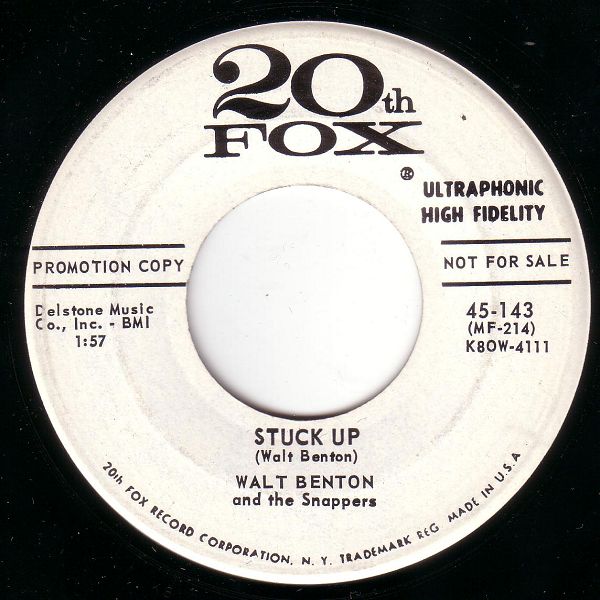 20th
FOX
®
ULTRAPHONIC
HIGH FIDELITY
PROMOTION COPY
NOT FOR SALE
Delstone Music
Co., Inc. - BMI
1:57
45-143
(MF-214)
K8OW-4111
STUCK UP
(Walt Benton)
WALT BENTON
and the Snappers
20th FOX RECORD CORPORATION, N. Y. TRADEMARK REG MADE IN U.S.A